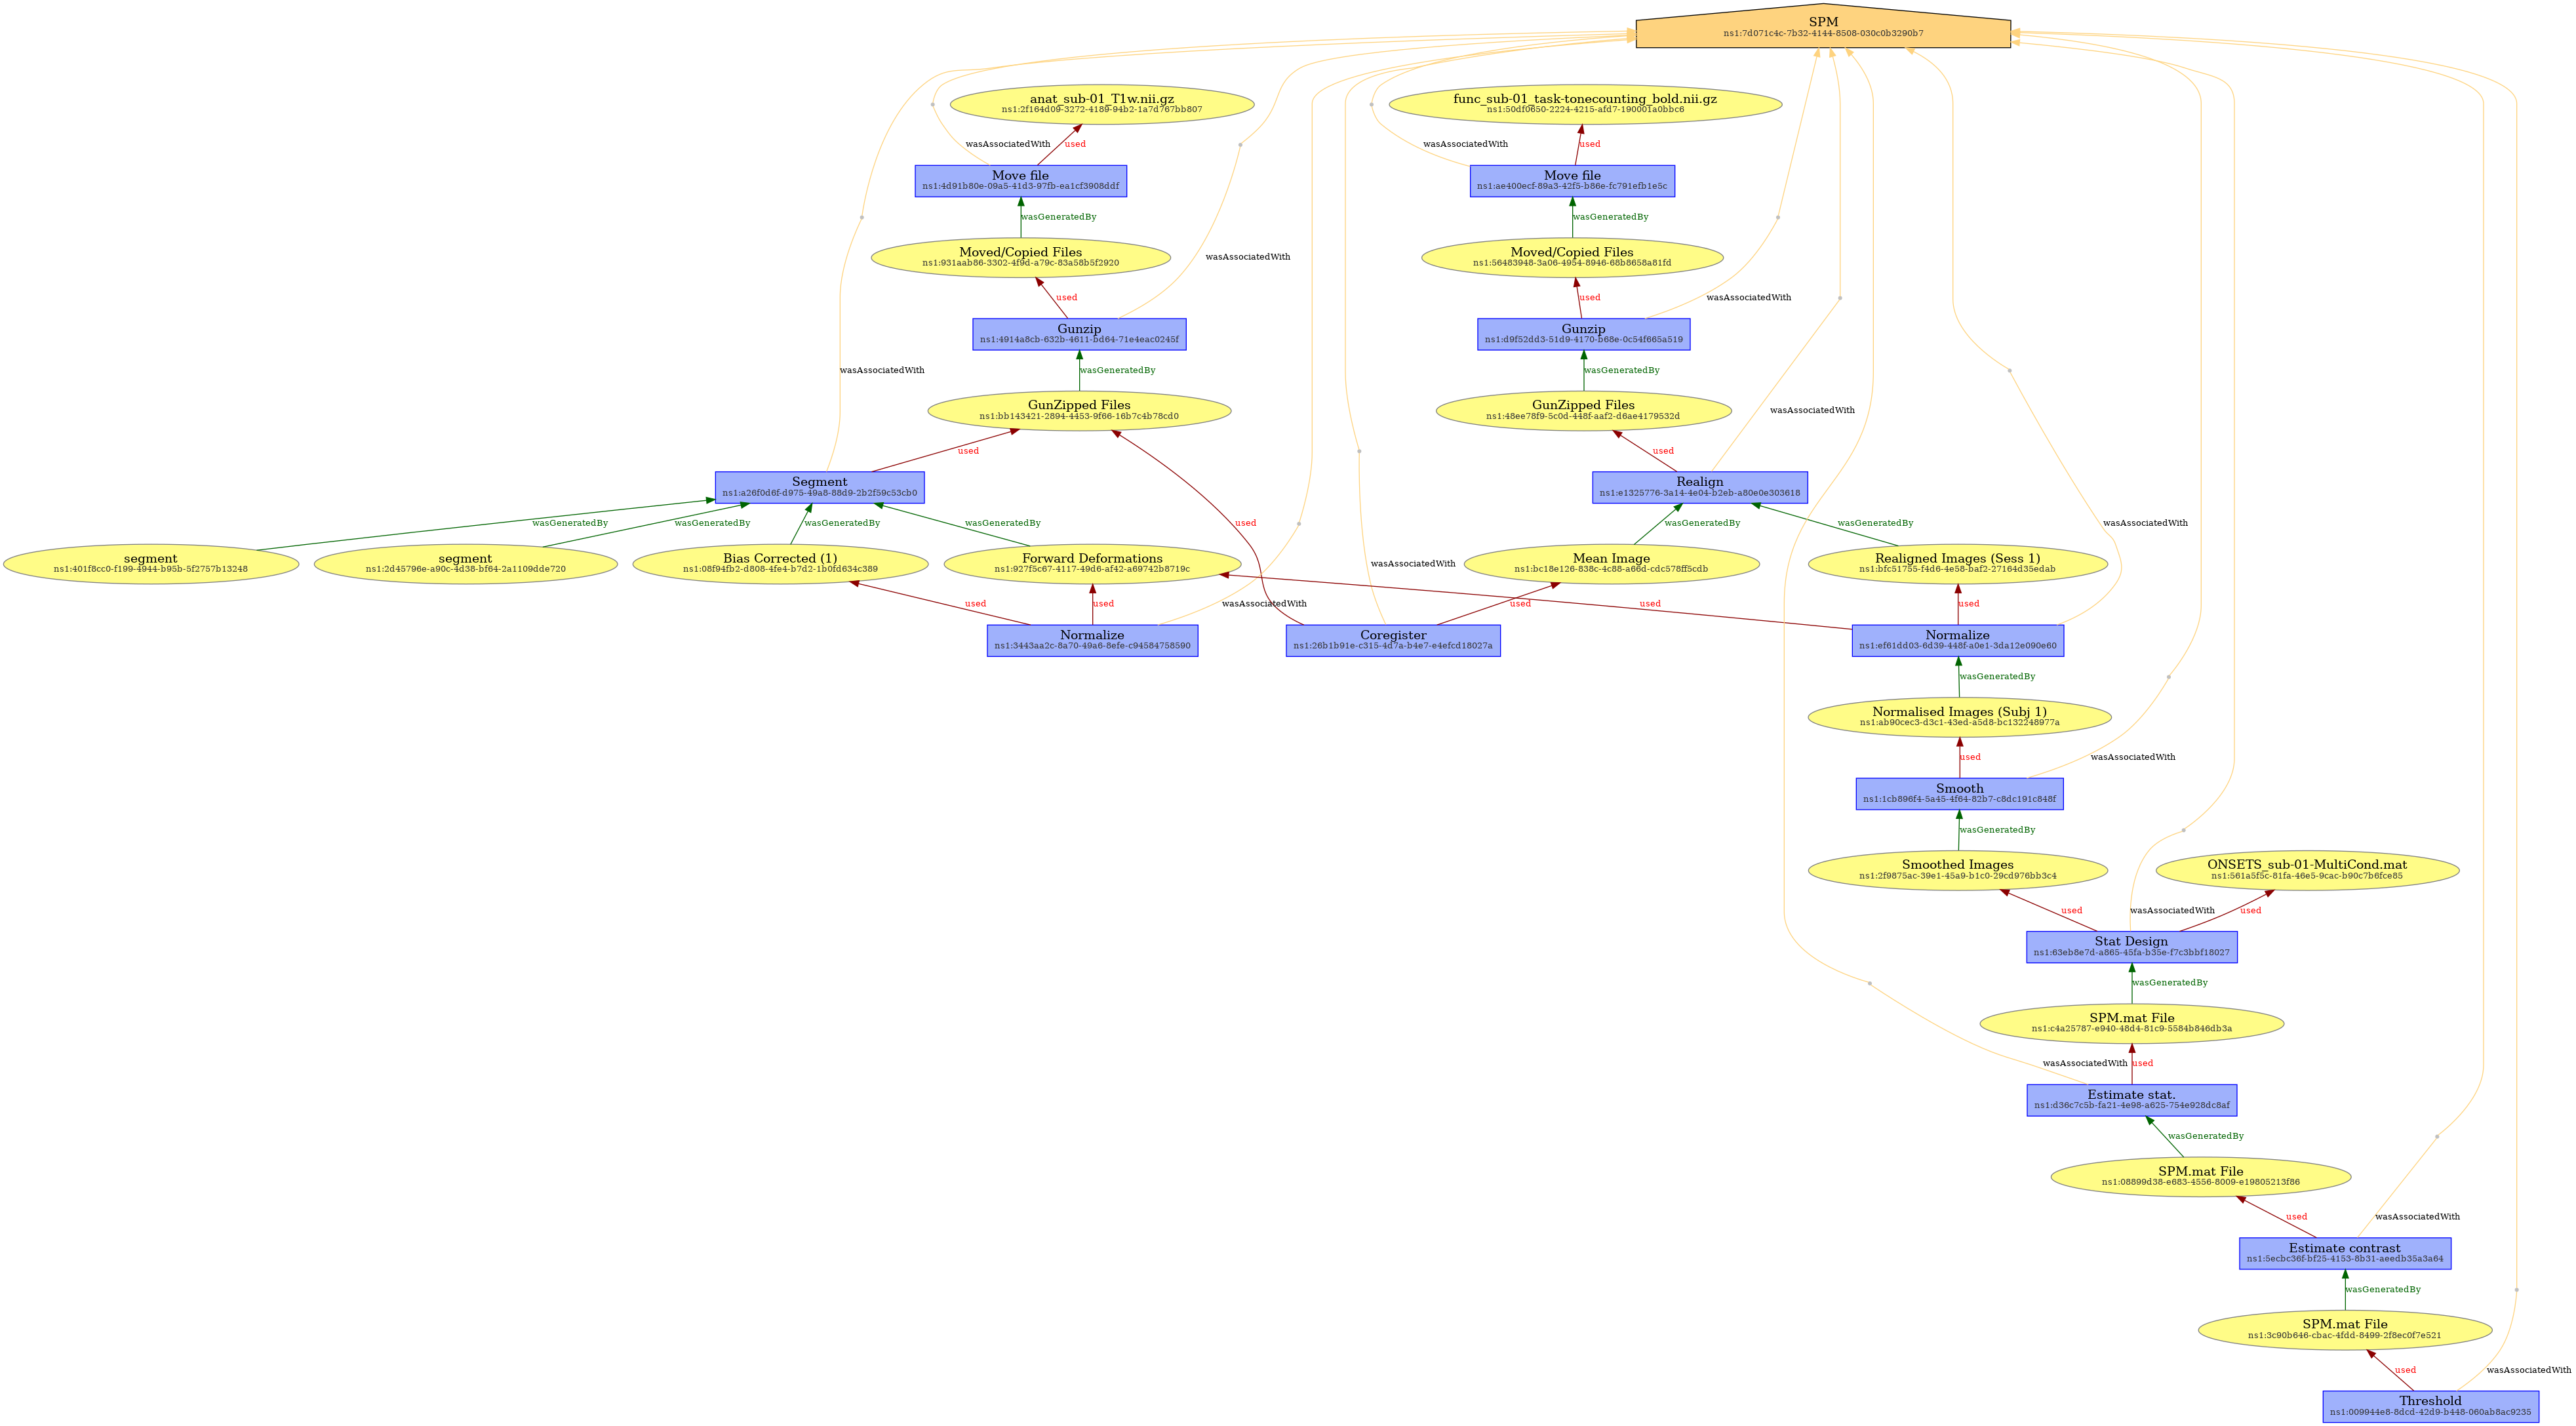 SPM
ns1:7d071c4c-7b32-4144-8508-030c0b3290b7
anat_sub-01_T1w.nii.gz
ns1:2f164d09-3272-4189-94b2-1a7d767bb807
func_sub-01_task-tonecounting_bold.nii.gz
ns1:50df0650-2224-4215-afd7-190001a0bbc6
wasAssociatedWith
used
wasAssociatedWith
used
Move file
ns1:4d91b80e-09a5-41d3-97fb-ea1cf3908ddf
Move file
ns1:ae400ecf-89a3-42f5-b86e-fc791efb1e5c
wasGeneratedBy
wasGeneratedBy
Moved/Copied Files
ns1:931aab86-3302-4f9d-a79c-83a58b5f2920
wasAssociatedWith
Moved/Copied Files
ns1:56483948-3a06-4954-8946-68b8658a81fd
used
used
wasAssociatedWith
Gunzip
ns1:4914a8cb-632b-4611-bd64-71e4eac0245f
Gunzip
ns1:d9f52dd3-51d9-4170-b68e-0c54f665a519
wasAssociatedWith
wasGeneratedBy
wasGeneratedBy
GunZipped Files
ns1:bb143421-2894-4453-9f66-16b7c4b78cd0
GunZipped Files
ns1:48ee78f9-5c0d-448f-aaf2-d6ae4179532d
wasAssociatedWith
used
used
Segment
ns1:a26f0d6f-d975-49a8-88d9-2b2f59c53cb0
Realign
ns1:e1325776-3a14-4e04-b2eb-a80e0e303618
wasGeneratedBy
wasGeneratedBy
wasGeneratedBy
wasGeneratedBy
used
wasGeneratedBy
wasGeneratedBy
wasAssociatedWith
segment
ns1:401f8cc0-f199-4944-b95b-5f2757b13248
segment
ns1:2d45796e-a90c-4d38-bf64-2a1109dde720
Bias Corrected (1)
ns1:08f94fb2-d808-4fe4-b7d2-1b0fd634c389
Forward Deformations
ns1:927f5c67-4117-49d6-af42-a69742b8719c
wasAssociatedWith
Mean Image
ns1:bc18e126-838c-4c88-a66d-cdc578ff5cdb
Realigned Images (Sess 1)
ns1:bfc51755-f4d6-4e58-baf2-27164d35edab
used
used
wasAssociatedWith
used
used
used
Normalize
ns1:3443aa2c-8a70-49a6-8efe-c94584758590
Coregister
ns1:26b1b91e-c315-4d7a-b4e7-e4efcd18027a
Normalize
ns1:ef61dd03-6d39-448f-a0e1-3da12e090e60
wasGeneratedBy
Normalised Images (Subj 1)
ns1:ab90cec3-d3c1-43ed-a5d8-bc132248977a
used
wasAssociatedWith
Smooth
ns1:1cb896f4-5a45-4f64-82b7-c8dc191c848f
wasGeneratedBy
Smoothed Images
ns1:2f9875ac-39e1-45a9-b1c0-29cd976bb3c4
ONSETS_sub-01-MultiCond.mat
ns1:561a5f5c-81fa-46e5-9cac-b90c7b6fce85
used
wasAssociatedWith
used
Stat Design
ns1:63eb8e7d-a865-45fa-b35e-f7c3bbf18027
wasGeneratedBy
SPM.mat File
ns1:c4a25787-e940-48d4-81c9-5584b846db3a
wasAssociatedWith
used
Estimate stat.
ns1:d36c7c5b-fa21-4e98-a625-754e928dc8af
wasGeneratedBy
SPM.mat File
ns1:08899d38-e683-4556-8009-e19805213f86
used
wasAssociatedWith
Estimate contrast
ns1:5ecbc36f-bf25-4153-8b31-aeedb35a3a64
wasGeneratedBy
SPM.mat File
ns1:3c90b646-cbac-4fdd-8499-2f8ec0f7e521
used
wasAssociatedWith
Threshold
ns1:009944e8-8dcd-42d9-b448-060ab8ac9235